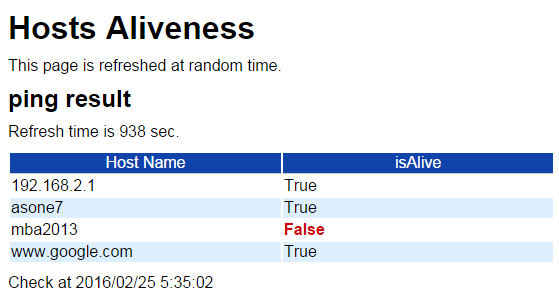 Hosts Aliveness
This page is refreshed at random time.
ping result
Refresh time is 938 sec.
Host Name isAlive
192.168.2.1 True
asone7 True
mba2013 False
www.google.com True
Check at 2016/02/25 5:35:02